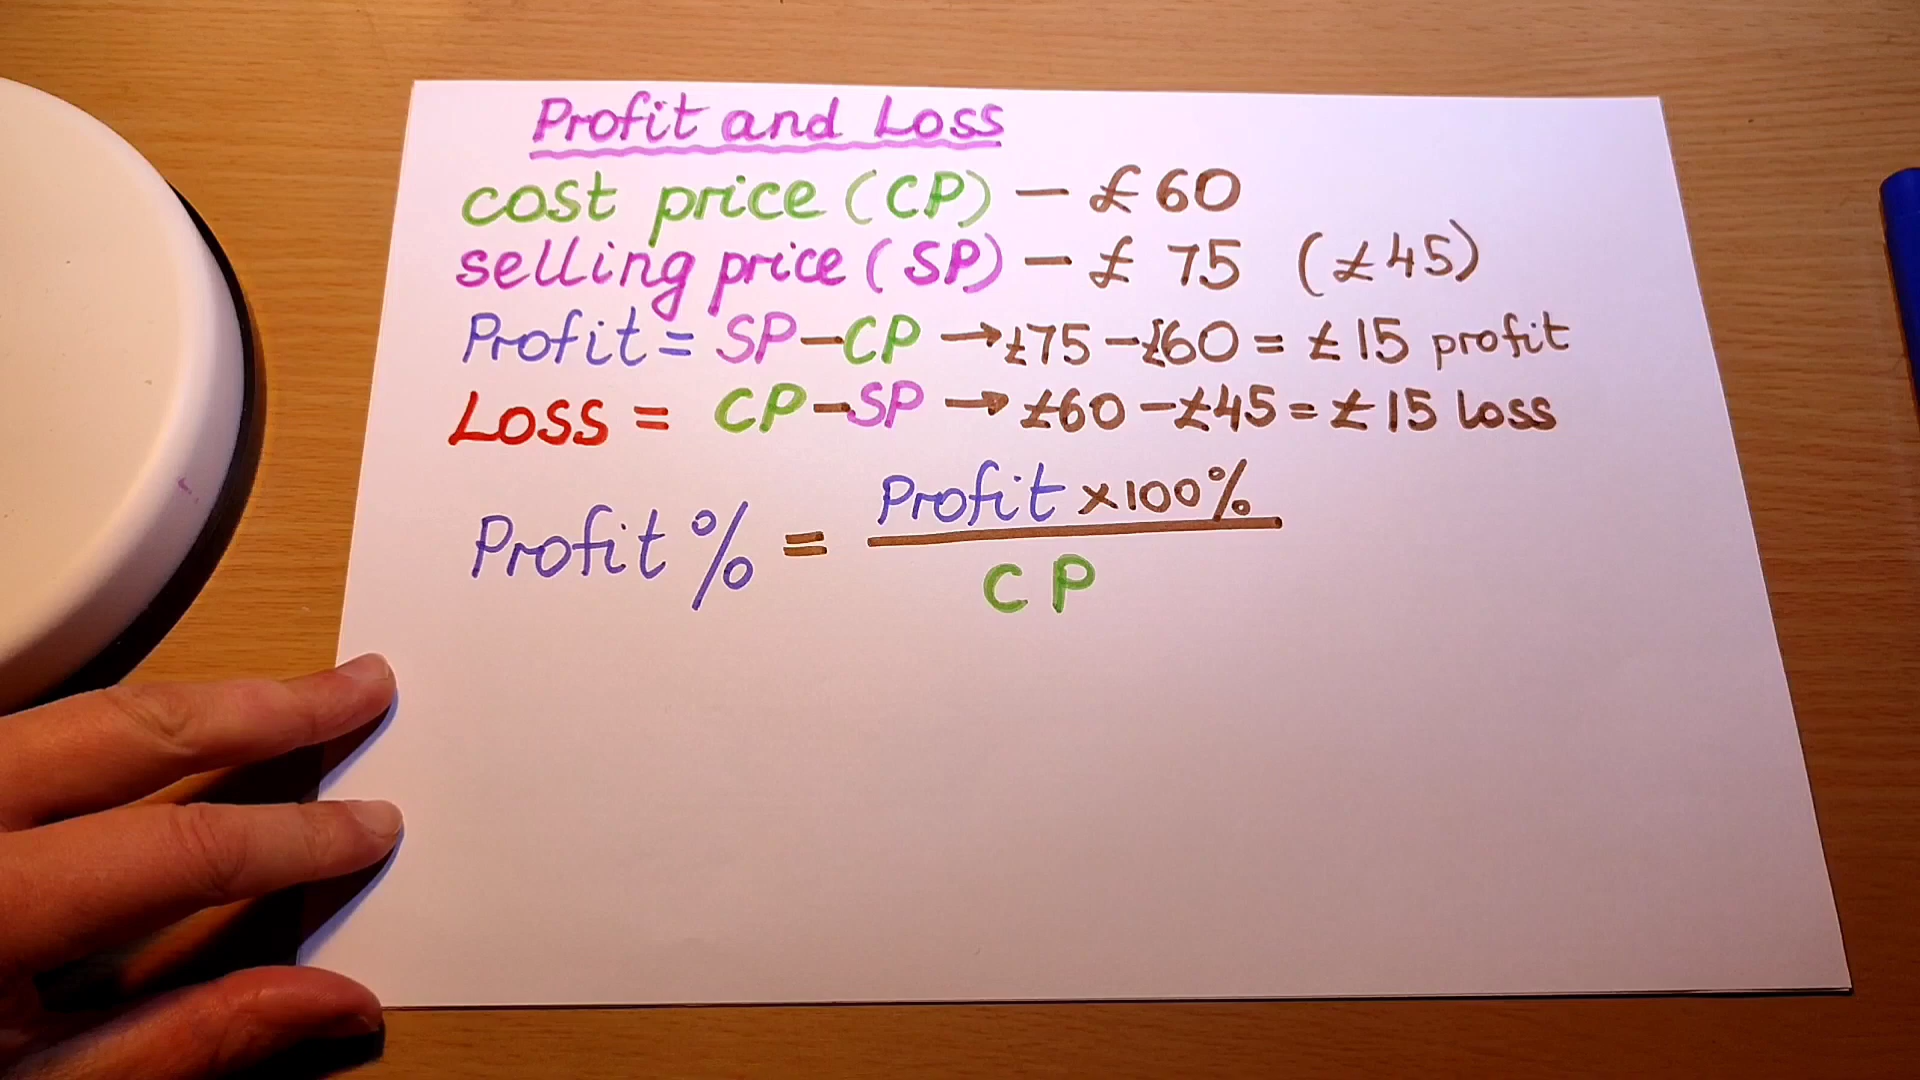 Profit and Loss
cost price (CP) - £60
selling price (SP) - £ 75 (£45)
Profit = SP-CP → £75 -£60 = £15 profit
Loss = CP-SP → £60 -£45 = £15 loss
Profit % = Profit ×100% / CP